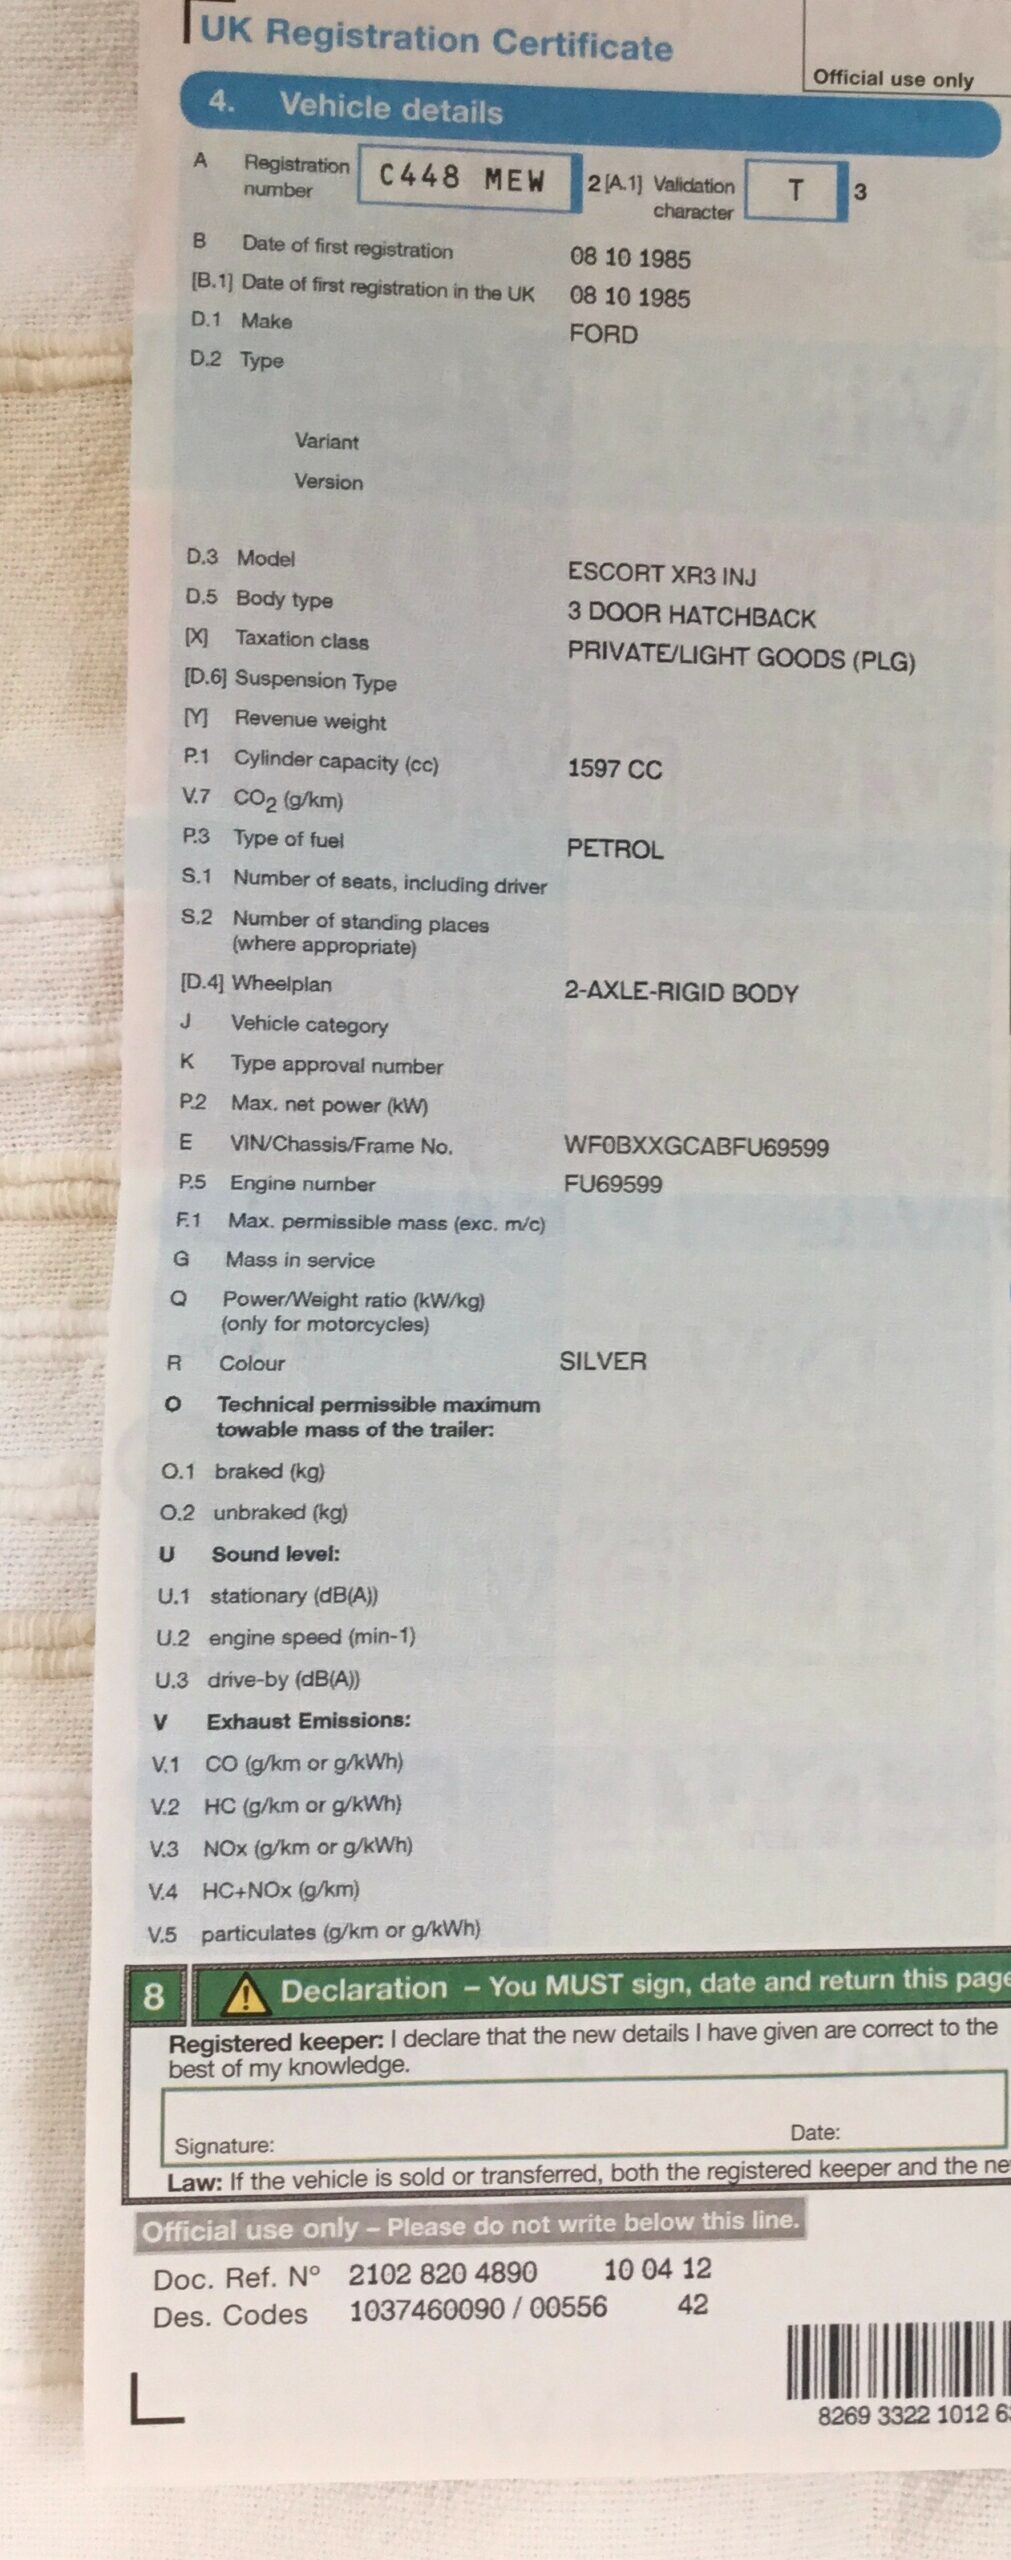 UK Registration Certificate
Official use only
4. Vehicle details
A Registration number C448 MEW 2 [A.1] Validation character T 3
B Date of first registration 08 10 1985
[B.1] Date of first registration in the UK 08 10 1985
D.1 Make FORD
D.2 Type
Variant
Version
D.3 Model ESCORT XR3 INJ
D.5 Body type 3 DOOR HATCHBACK
[X] Taxation class PRIVATE/LIGHT GOODS (PLG)
[D.6] Suspension Type
[Y] Revenue weight
P.1 Cylinder capacity (cc) 1597 CC
V.7 CO2 (g/km)
P.3 Type of fuel PETROL
S.1 Number of seats, including driver
S.2 Number of standing places
(where appropriate)
[D.4] Wheelplan 2-AXLE-RIGID BODY
J Vehicle category
K Type approval number
P.2 Max. net power (kW)
E VIN/Chassis/Frame No. WF0BXXGCABFU69599
P.5 Engine number FU69599
F.1 Max. permissible mass (exc. m/c)
G Mass in service
Q Power/Weight ratio (kW/kg)
(only for motorcycles)
R Colour SILVER
O Technical permissible maximum
towable mass of the trailer:
O.1 braked (kg)
O.2 unbraked (kg)
U Sound level:
U.1 stationary (dB(A))
U.2 engine speed (min-1)
U.3 drive-by (dB(A))
V Exhaust Emissions:
V.1 CO (g/km or g/kWh)
V.2 HC (g/km or g/kWh)
V.3 NOx (g/km or g/kWh)
V.4 HC+NOx (g/km)
V.5 particulates (g/km or g/kWh)
8 Declaration – You MUST sign, date and return this page
Registered keeper: I declare that the new details I have given are correct to the
best of my knowledge.
Signature: Date:
Law: If the vehicle is sold or transferred, both the registered keeper and the ne
Official use only – Please do not write below this line.
Doc. Ref. Nº 2102 820 4890 10 04 12
Des. Codes 1037460090 / 00556 42
8269 3322 1012 6